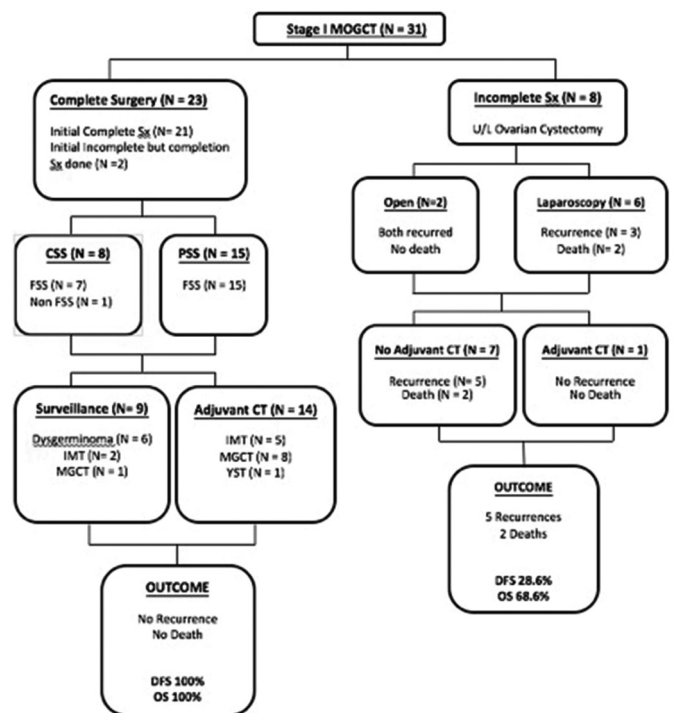 Stage I MOGCT (N = 31)
Complete Surgery (N = 23)
Initial Complete Sx (N= 21)
Initial Incomplete but completion
Sx done (N =2)
Incomplete Sx (N = 8)
U/L Ovarian Cystectomy
Open (N=2)
Both recurred
No death
Laparoscopy (N = 6)
Recurrence (N = 3)
Death (N= 2)
CSS (N = 8)
FSS (N = 7)
Non FSS (N = 1)
PSS (N = 15)
FSS (N = 15)
No Adjuvant CT (N = 7)
Recurrence (N= 5)
Death (N = 2)
Adjuvant CT (N = 1)
No Recurrence
No Death
Surveillance (N= 9)
Dysgerminoma (N = 6)
IMT (N= 2)
MGCT (N = 1)
Adjuvant CT (N = 14)
IMT (N = 5)
MGCT (N = 8)
YST (N = 1)
OUTCOME
5 Recurrences
2 Deaths
DFS 28.6%
OS 68.6%
OUTCOME
No Recurrence
No Death
DFS 100%
OS 100%